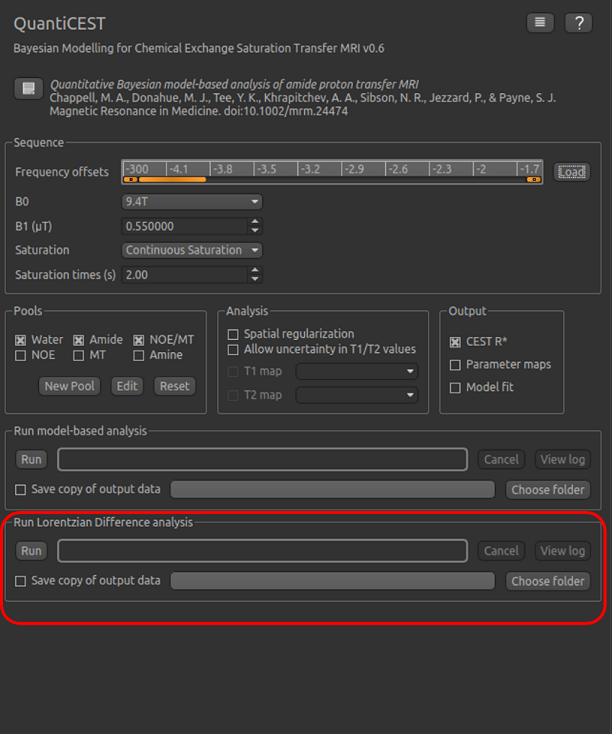 QuantiCEST
?
Bayesian Modelling for Chemical Exchange Saturation Transfer MRI v0.6
Quantitative Bayesian model-based analysis of amide proton transfer MRI
Chappell, M. A., Donahue, M. J., Tee, Y. K., Khrapitchev, A. A., Sibson, N. R., Jezzard, P., & Payne, S. J.
Magnetic Resonance in Medicine. doi:10.1002/mrm.24474
Sequence
Frequency offsets -300 -4.1 -3.8 -3.5 -3.2 -2.9 -2.6 -2.3 -2 -1.7 Load
B0 9.4T
B1 (μT) 0.550000
Saturation Continuous Saturation
Saturation times (s) 2.00
Pools
Water Amide NOE/MT
NOE MT Amine
New Pool Edit Reset
Analysis
Spatial regularization
Allow uncertainty in T1/T2 values
T1 map
T2 map
Output
CEST R*
Parameter maps
Model fit
Run model-based analysis
Run Cancel View log
Save copy of output data Choose folder
Run Lorentzian Difference analysis
Run Cancel View log
Save copy of output data Choose folder